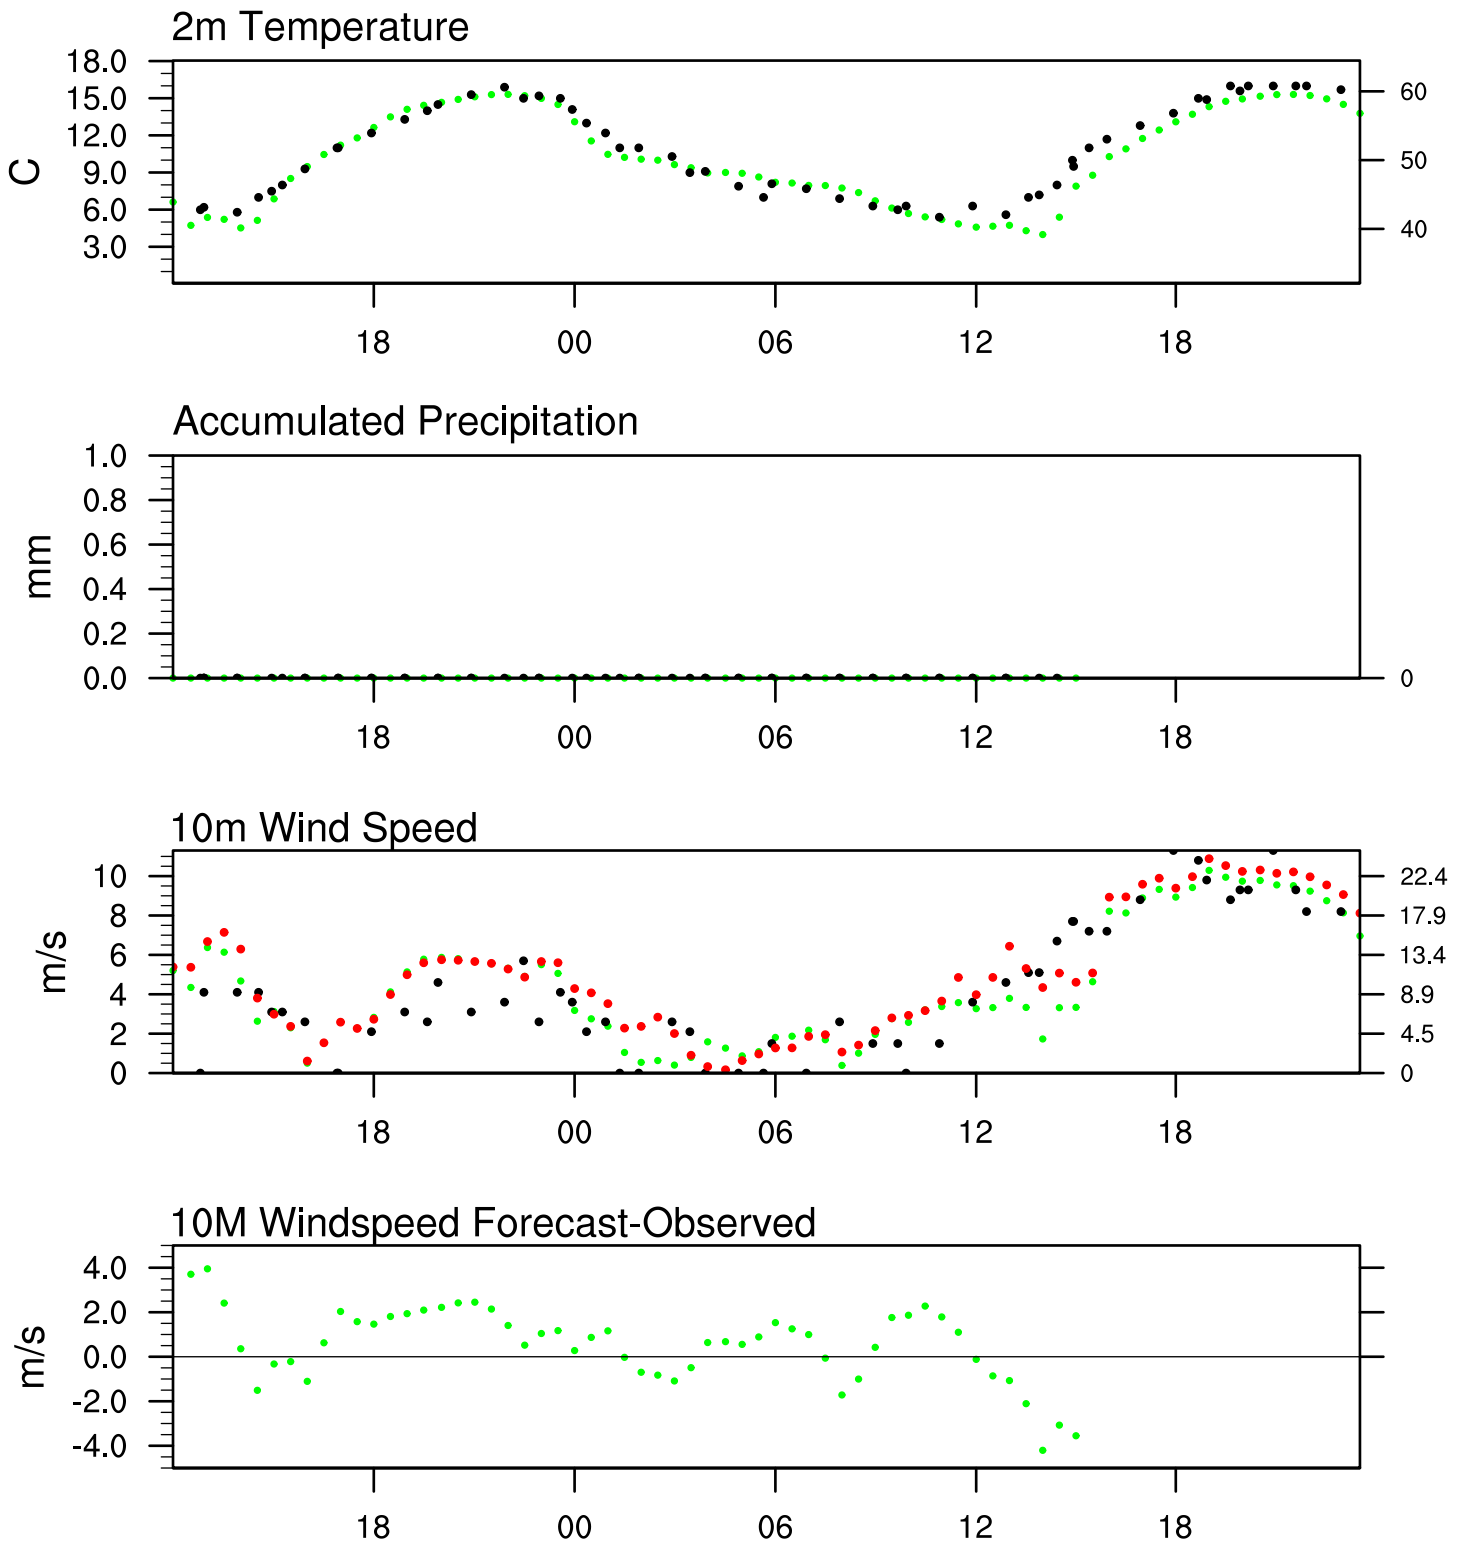 2m Temperature
18.0
15.0
12.0
9.0
6.0
3.0
C
60
50
40
18 00 06 12 18
Accumulated Precipitation
1.0
0.8
0.6
0.4
0.2
0.0
mm
0
18 00 06 12 18
10m Wind Speed
10
8
6
4
2
0
m/s
22.4
17.9
13.4
8.9
4.5
0
18 00 06 12 18
10M Windspeed Forecast-Observed
4.0
2.0
0.0
-2.0
-4.0
m/s
18 00 06 12 18